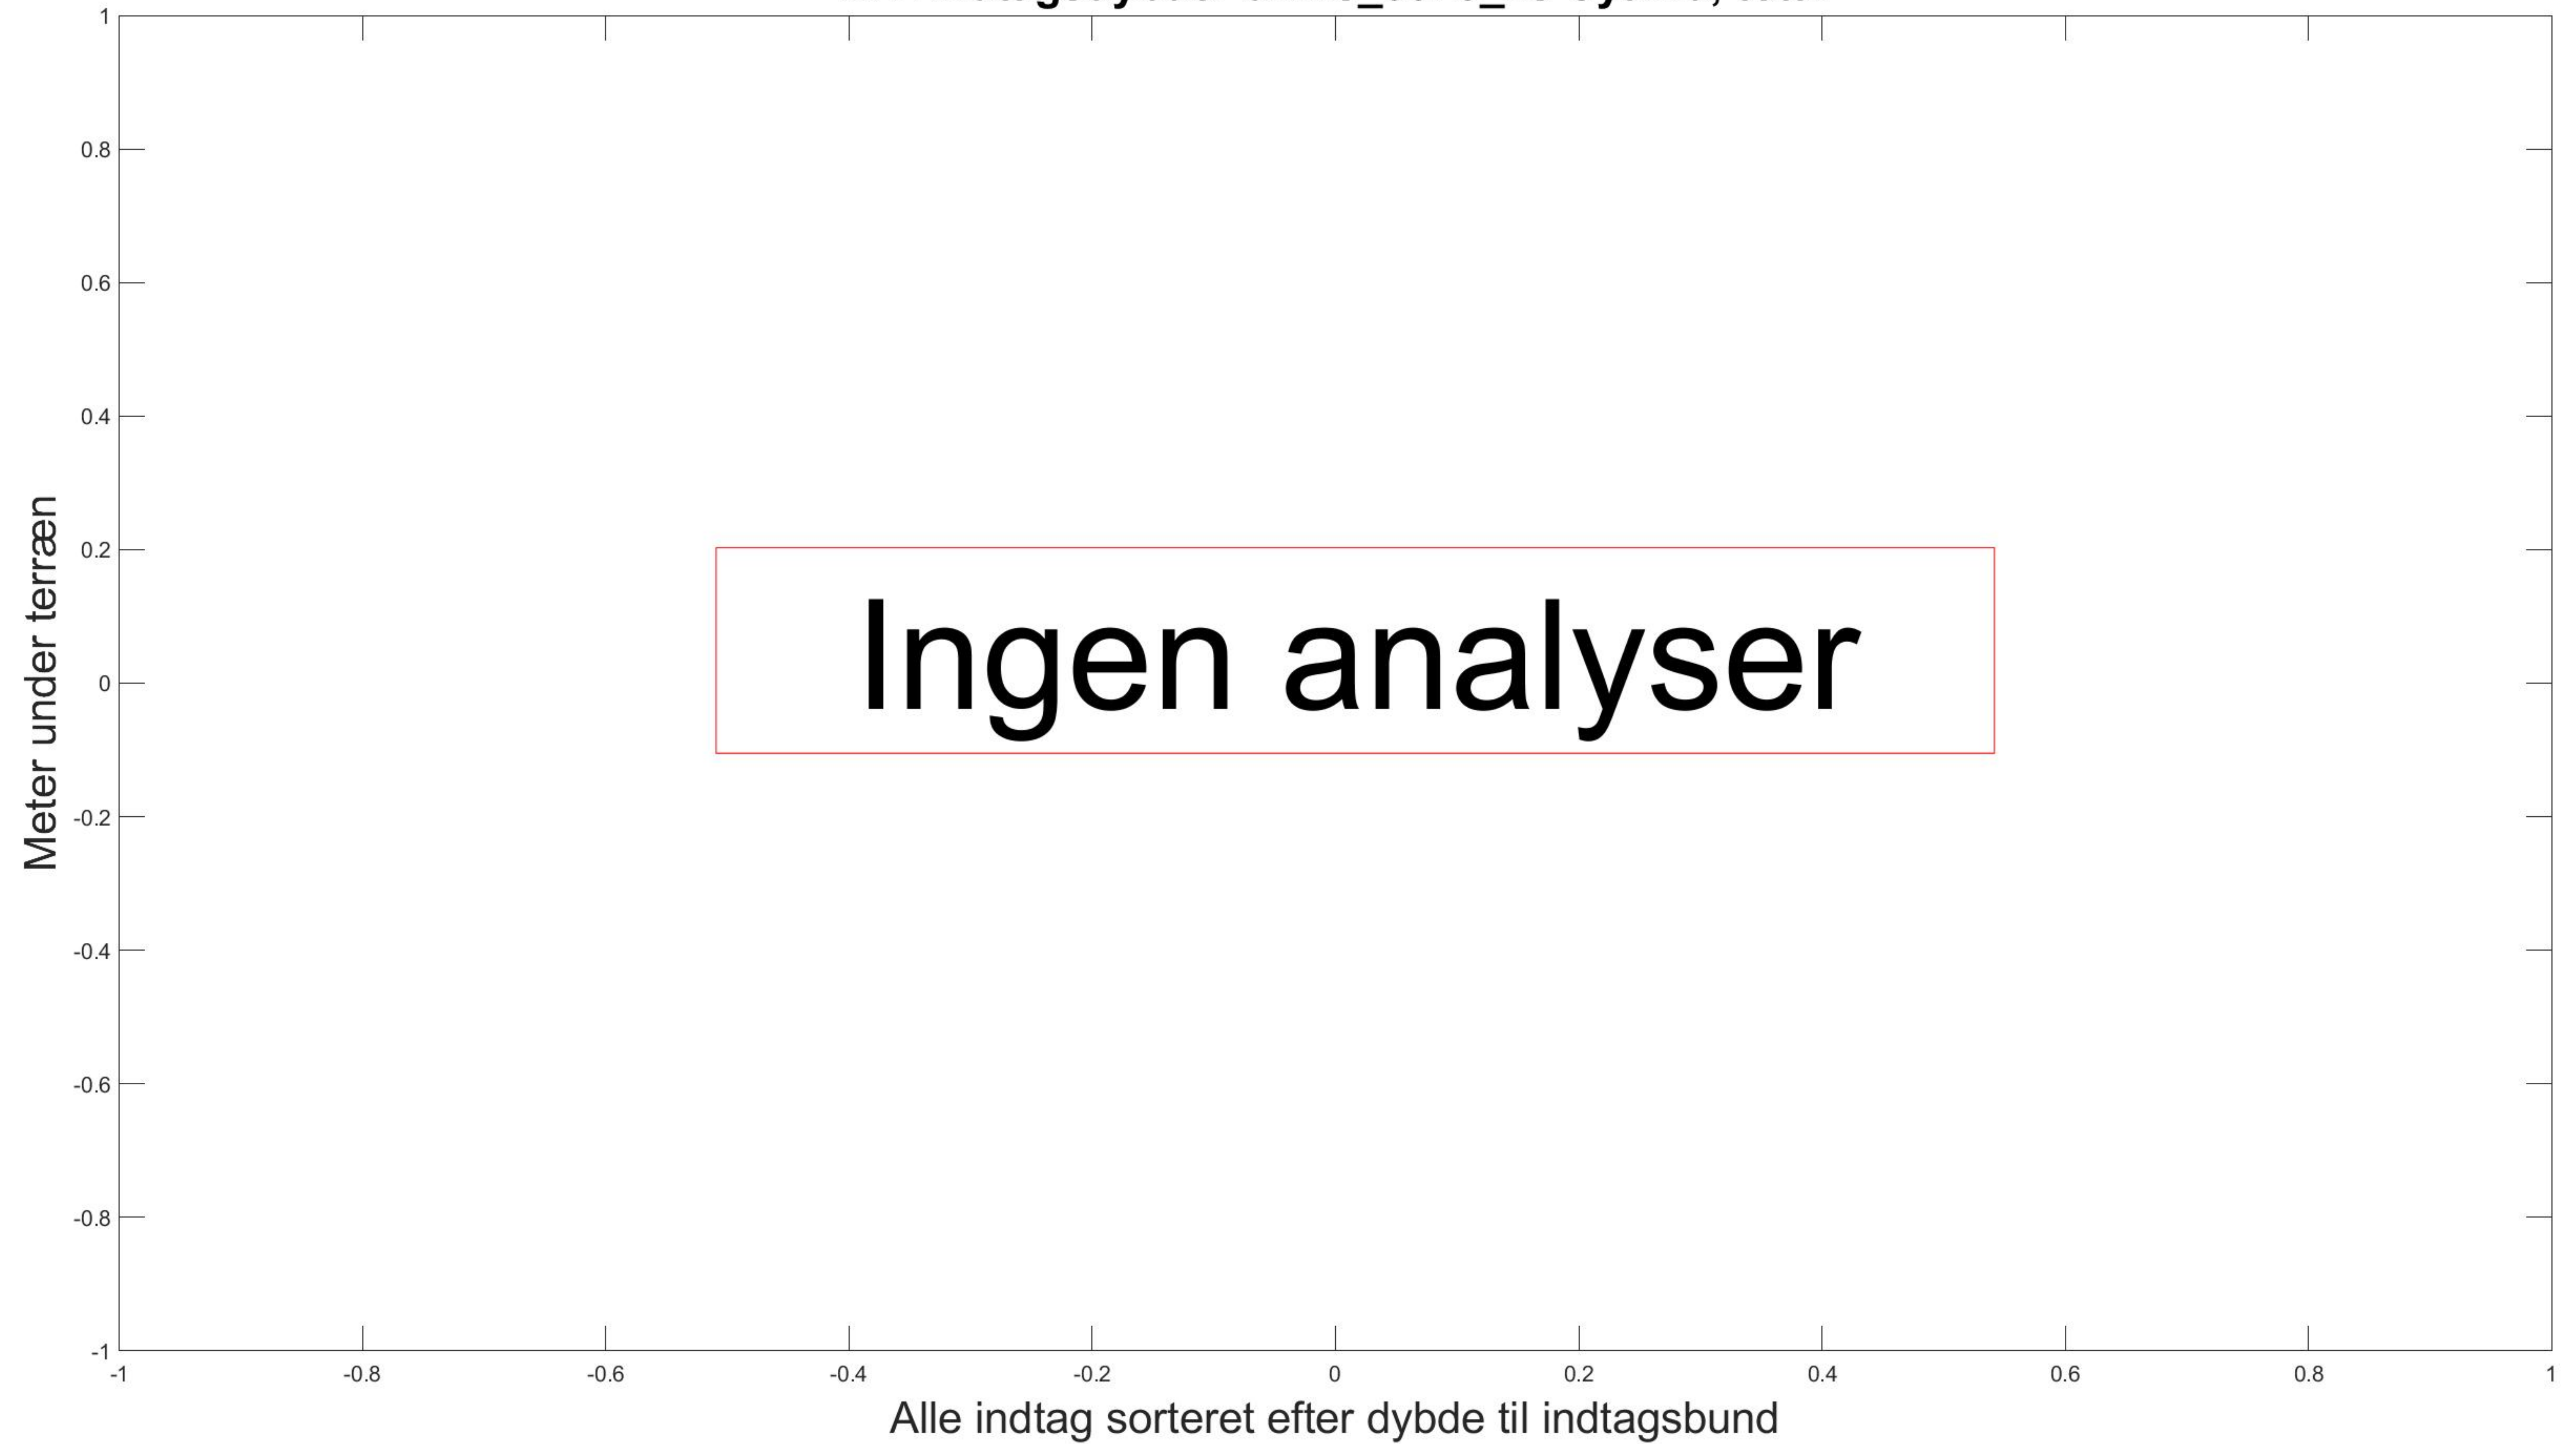 1
0.8
0.6
0.4
0.2
0
-0.2
-0.4
-0.6
-0.8
-1
Meter under terræn
Ingen analyser
-1 -0.8 -0.6 -0.4 -0.2 0 0.2 0.4 0.6 0.8 1
Alle indtag sorteret efter dybde til indtagsbund